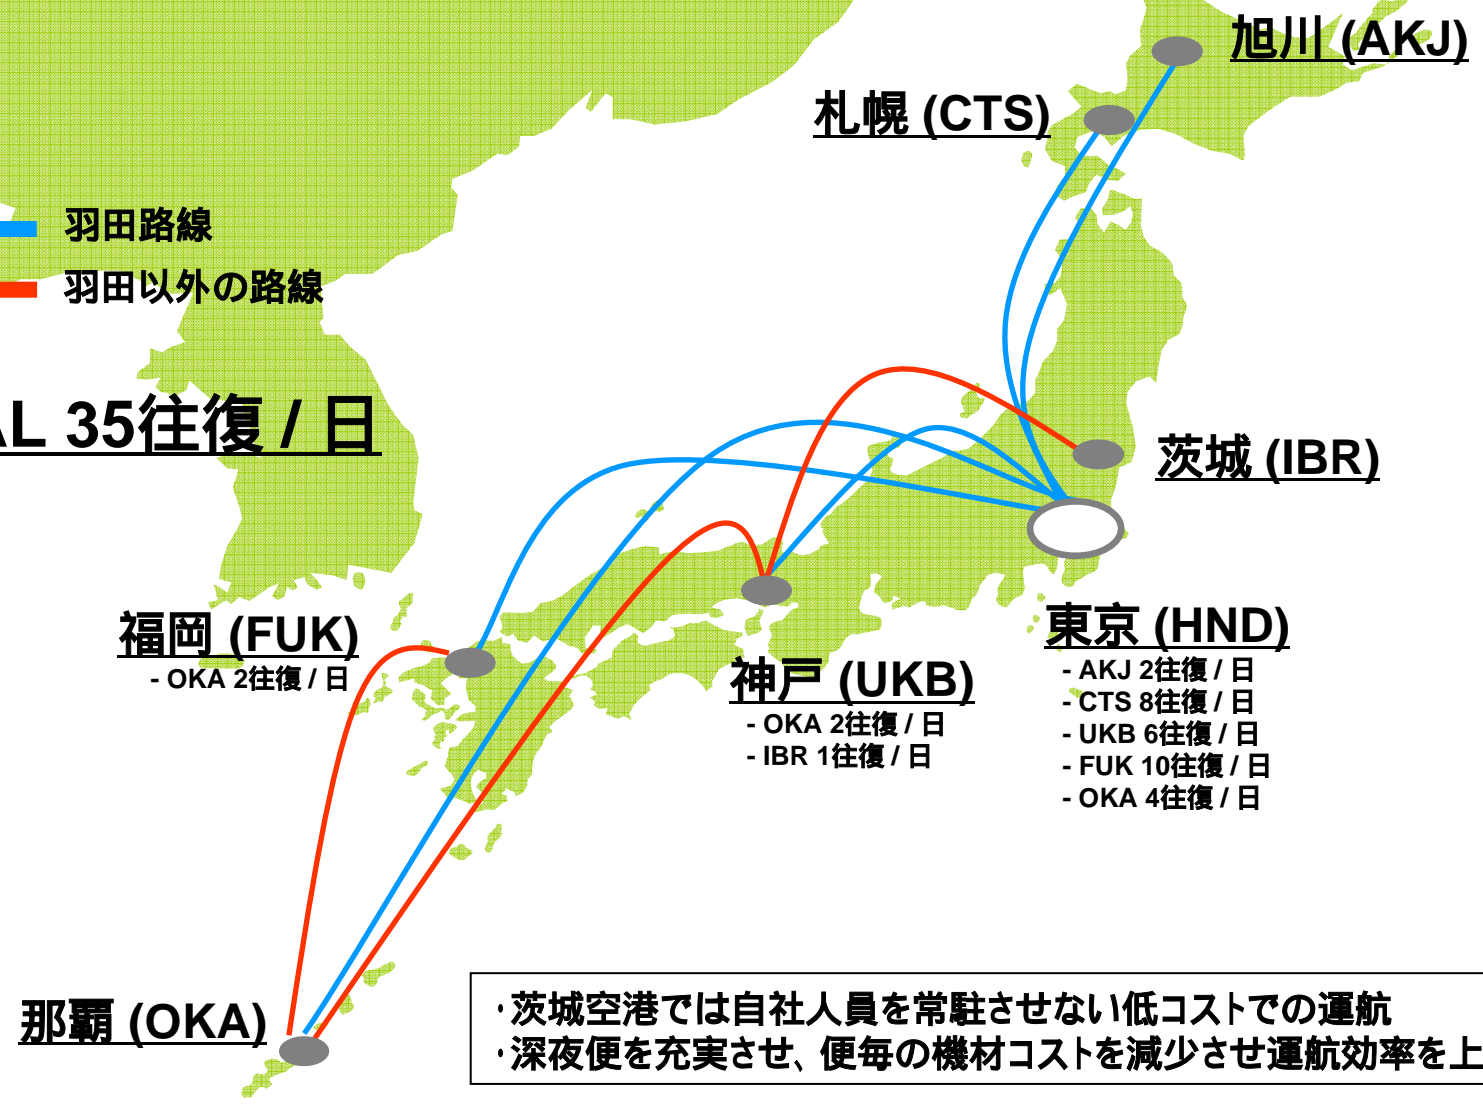 旭川 (AKJ)
札幌 (CTS)
羽田路線
羽田以外の路線
AL 35往復 / 日
茨城 (IBR)
福岡 (FUK)
- OKA 2往復 / 日
神戸 (UKB)
- OKA 2往復 / 日
- IBR 1往復 / 日
東京 (HND)
- AKJ 2往復 / 日
- CTS 8往復 / 日
- UKB 6往復 / 日
- FUK 10往復 / 日
- OKA 4往復 / 日
那覇 (OKA)
・茨城空港では自社人員を常駐させない低コストでの運航
・深夜便を充実させ、便毎の機材コストを減少させ運航効率を上